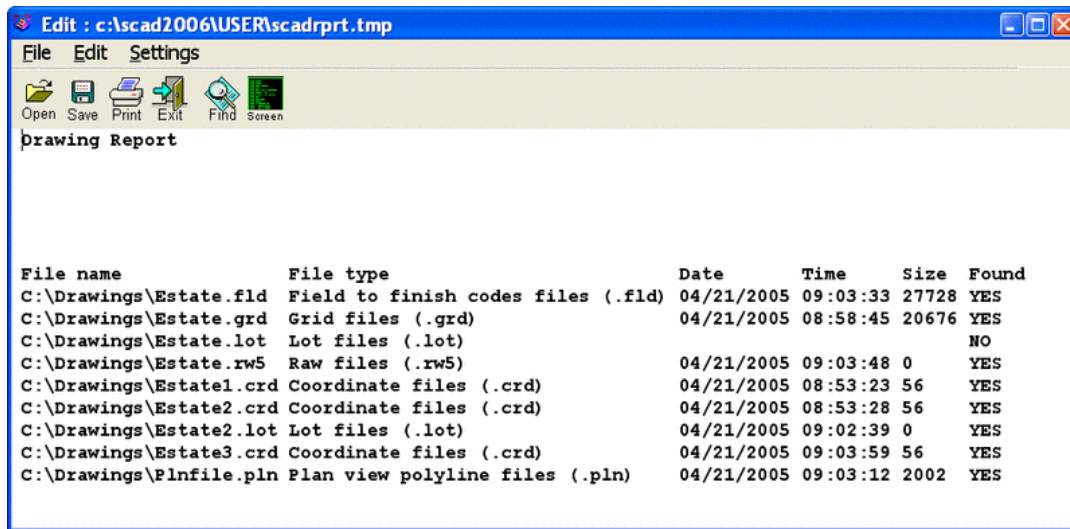 Edit : c:\scad2006\USER\scadrprt.tmp
File Edit Settings
Open Save Print Exit Find Screen
Drawing Report
File name File type Date Time Size Found
C:\Drawings\Estate.fld Field to finish codes files (.fld) 04/21/2005 09:03:33 27728 YES
C:\Drawings\Estate.grd Grid files (.grd) 04/21/2005 08:58:45 20676 YES
C:\Drawings\Estate.lot Lot files (.lot) NO
C:\Drawings\Estate.rw5 Raw files (.rw5) 04/21/2005 09:03:48 0 YES
C:\Drawings\Estate1.crd Coordinate files (.crd) 04/21/2005 08:53:23 56 YES
C:\Drawings\Estate2.crd Coordinate files (.crd) 04/21/2005 08:53:28 56 YES
C:\Drawings\Estate2.lot Lot files (.lot) 04/21/2005 09:02:39 0 YES
C:\Drawings\Estate3.crd Coordinate files (.crd) 04/21/2005 09:03:59 56 YES
C:\Drawings\Plnfile.pln Plan view polyline files (.pln) 04/21/2005 09:03:12 2002 YES